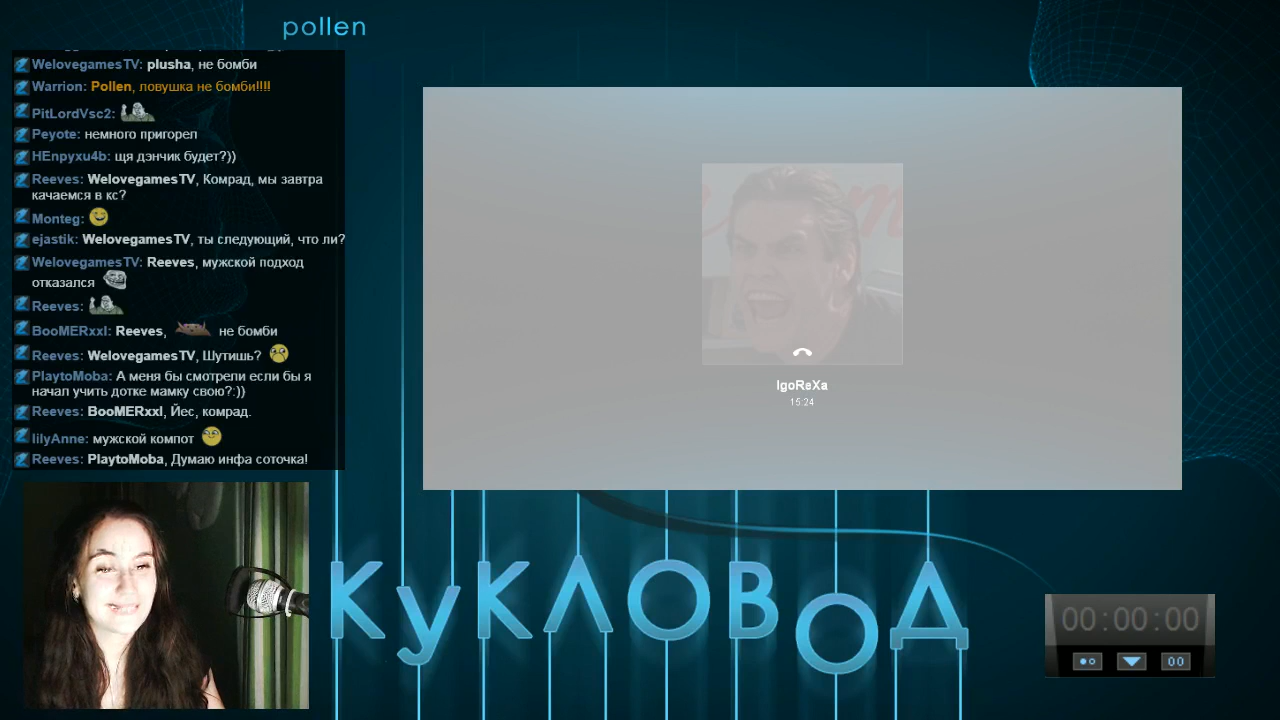 pollen
WelovegamesTV: plusha, не бомби
Warrion: Pollen, ловушка не бомби!!!!
PitLordVsc2:
Peyote: немного пригорел
HEnpyxu4b: щя дэнчик будет?))
Reeves: WelovegamesTV, Комрад, мы завтра
качаемся в кс?
Monteg:
ejastik: WelovegamesTV, ты следующий, что ли?
WelovegamesTV: Reeves, мужской подход
отказался
Reeves:
BooMERxxl: Reeves, не бомби
Reeves: WelovegamesTV, Шутишь?
PlaytoMoba: А меня бы смотрели если бы я
начал учить дотке мамку свою?:))
Reeves: BooMERxxl, Йес, комрад.
lilyAnne: мужской компот
Reeves: PlaytoMoba, Думаю инфа соточка!
IgoReXa
15:24
КуКЛОВОД
00:00:00
00